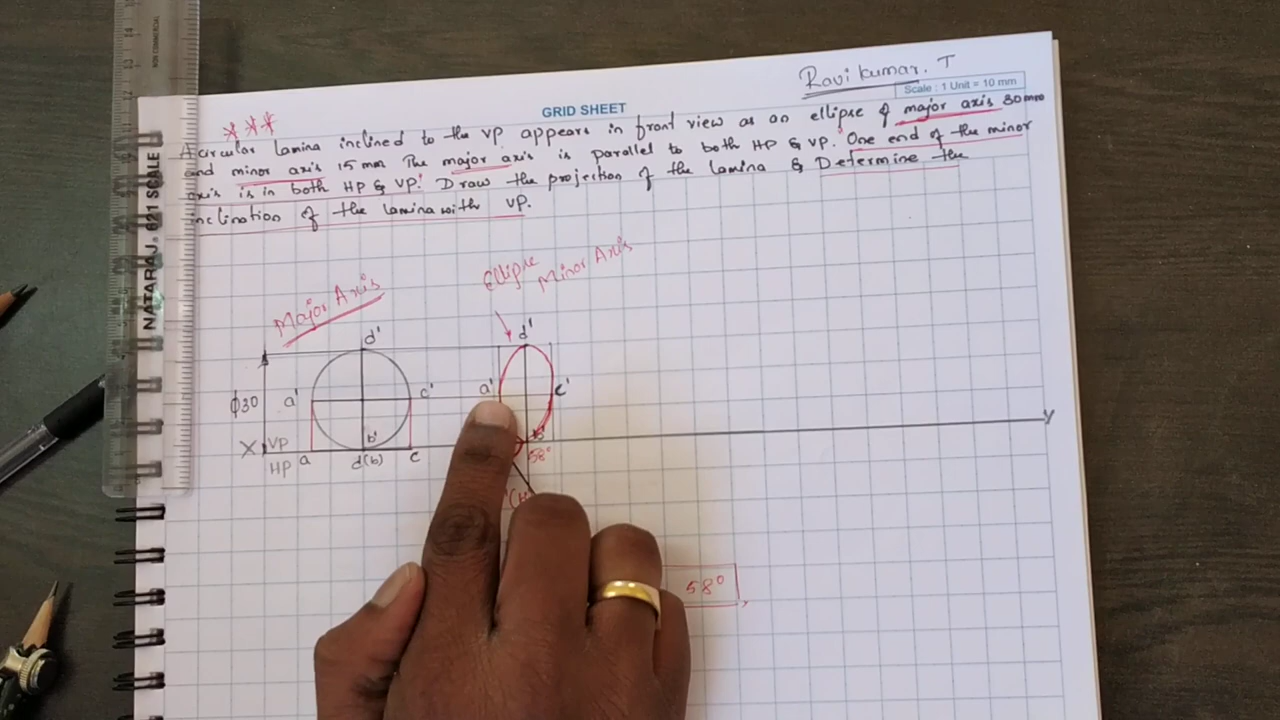 Ravi Kumar. T
Scale : 1 Unit = 10 mm
GRID SHEET
***
A circular lamina inclined to the VP appears in front view as an ellipse of major axis 30mm
and minor axis 15 mm The major axis is parallel to both HP & VP. One end of the minor
axis is in both HP & VP. Draw the projection of the lamina & Determine the
inclination of the lamina with VP.
Major Axis
Ellipse
Minor Axis
d' d'
ϕ30 a' c' a' c'
b' b'
X VP Y
HP a d(b) c 58°
58°
NATARAJ® 621 SCALE
NON COMMERCIAL